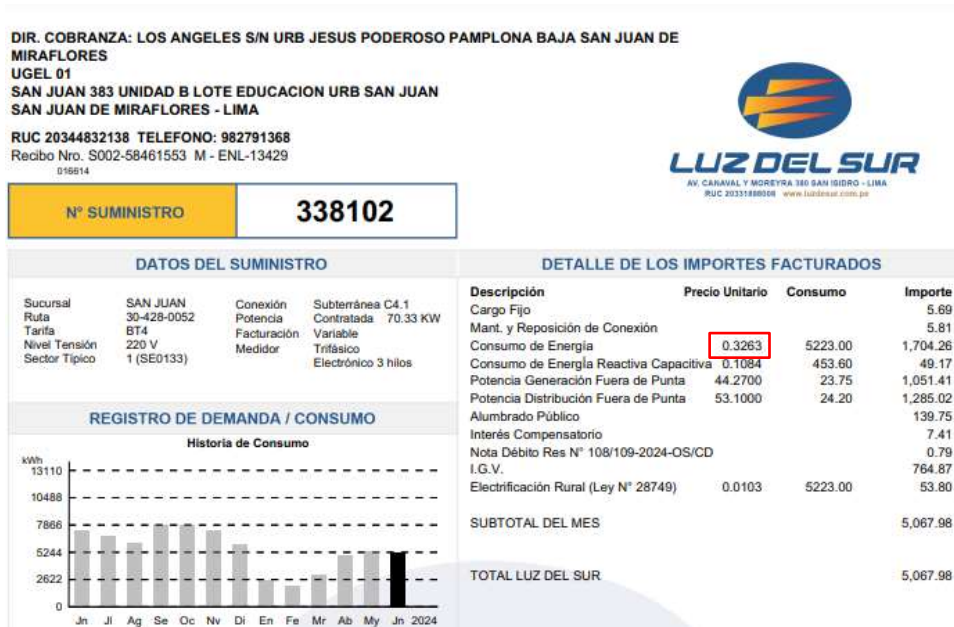 DIR. COBRANZA: LOS ANGELES S/N URB JESUS PODEROSO PAMPLONA BAJA SAN JUAN DE
MIRAFLORES
UGEL 01
SAN JUAN 383 UNIDAD B LOTE EDUCACION URB SAN JUAN
SAN JUAN DE MIRAFLORES - LIMA
RUC 20344832138 TELEFONO: 982791368
Recibo Nro. S002-58461553 M - ENL-13429
016614
LUZ DEL SUR
AV. CANAVAL Y MOREYRA 380 SAN ISIDRO - LIMA
RUC 20331898008 www.luzdelsur.com.pe
N° SUMINISTRO 338102
DATOS DEL SUMINISTRO
Sucursal SAN JUAN Conexión Subterránea C4.1
Ruta 30-428-0052 Potencia Contratada 70.33 KW
Tarifa BT4 Facturación Variable
Nivel Tensión 220 V Medidor Trifásico
Sector Típico 1 (SE0133) Electrónico 3 hilos
DETALLE DE LOS IMPORTES FACTURADOS
Descripción Precio Unitario Consumo Importe
Cargo Fijo 5.69
Mant. y Reposición de Conexión 5.81
Consumo de Energía 0.3263 5223.00 1,704.26
Consumo de Energía Reactiva Capacitiva 0.1084 453.60 49.17
Potencia Generación Fuera de Punta 44.2700 23.75 1,051.41
Potencia Distribución Fuera de Punta 53.1000 24.20 1,285.02
Alumbrado Público 139.75
Interés Compensatorio 7.41
Nota Débito Res N° 108/109-2024-OS/CD 0.79
I.G.V. 764.87
Electrificación Rural (Ley N° 28749) 0.0103 5223.00 53.80
SUBTOTAL DEL MES 5,067.98
TOTAL LUZ DEL SUR 5,067.98
REGISTRO DE DEMANDA / CONSUMO
Historia de Consumo
kWh
13110
10488
7866
5244
2622
0
Jn Jl Ag Se Oc Nv Di En Fe Mr Ab My Jn 2024